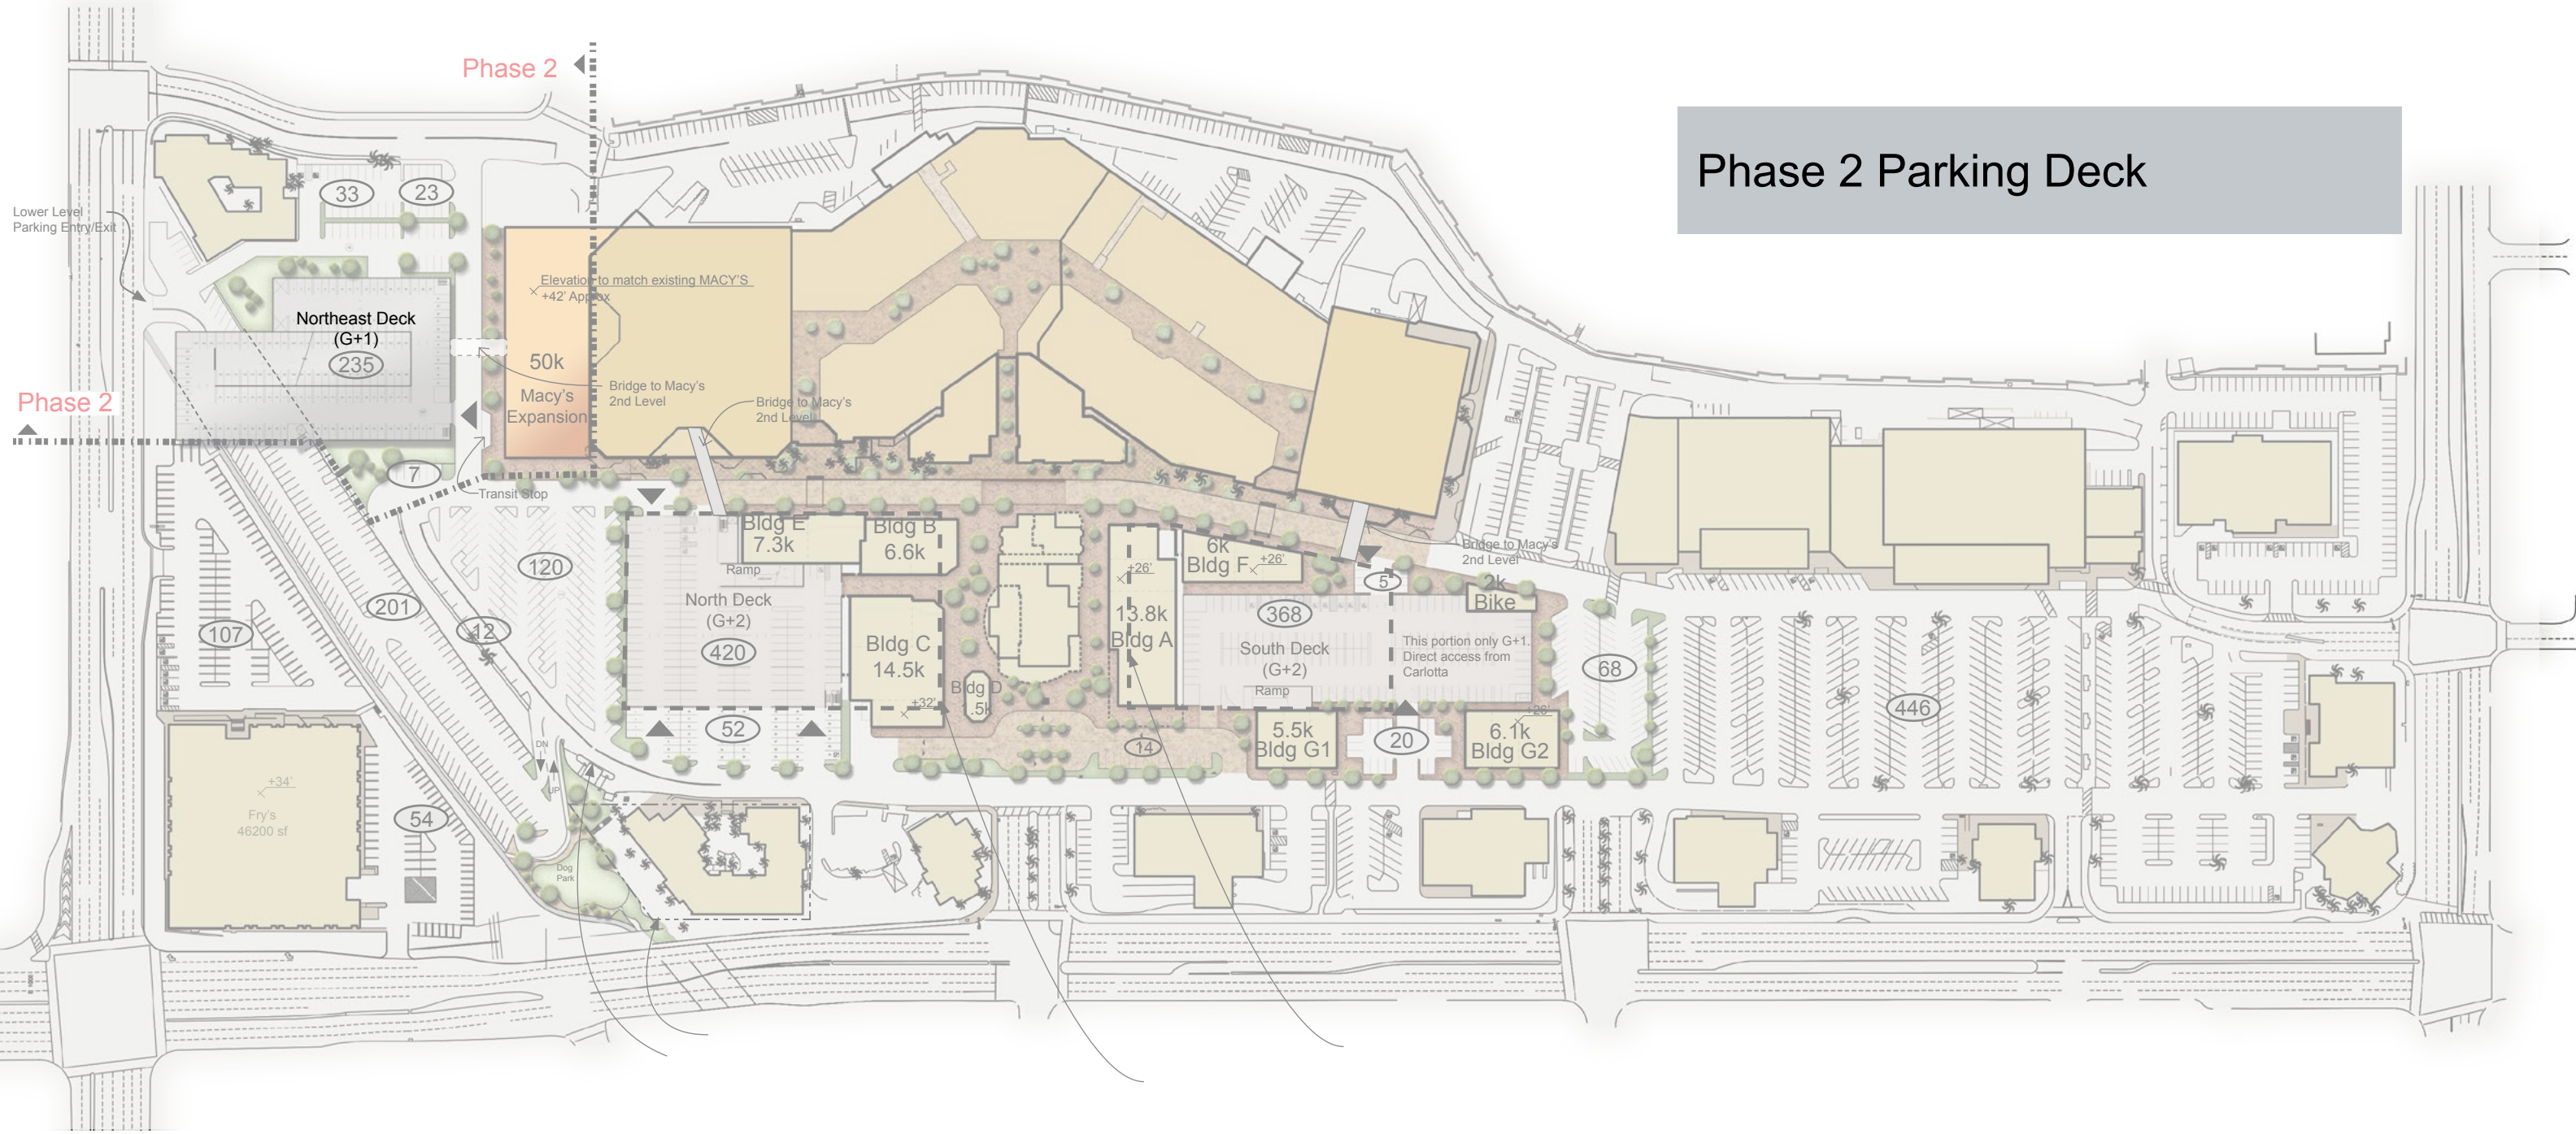 Phase 2
Phase 2 Parking Deck
33
23
Lower Level
Parking Entry/Exit
Elevation to match existing MACY'S
+42' Approx
Northeast Deck
(G+1)
235
50k
Macy's
Expansion
Bridge to Macy's
2nd Level
Bridge to Macy's
2nd Level
Phase 2
7
Transit Stop
Bldg E
7.3k
Bldg B
6.6k
Ramp
6k
Bldg F
+26'
+26'
Bridge to Macy's
2nd Level
5
2k
Bike
120
201
12
107
North Deck
(G+2)
420
13.8k
Bldg A
368
South Deck
(G+2)
This portion only G+1.
Direct access from
Carlotta
Ramp
Bldg C
14.5k
+32'
Bldg D
.5k
68
446
52
14
5.5k
Bldg G1
20
+26'
6.1k
Bldg G2
DN
UP
+34'
Fry's
46200 sf
54
Dog
Park